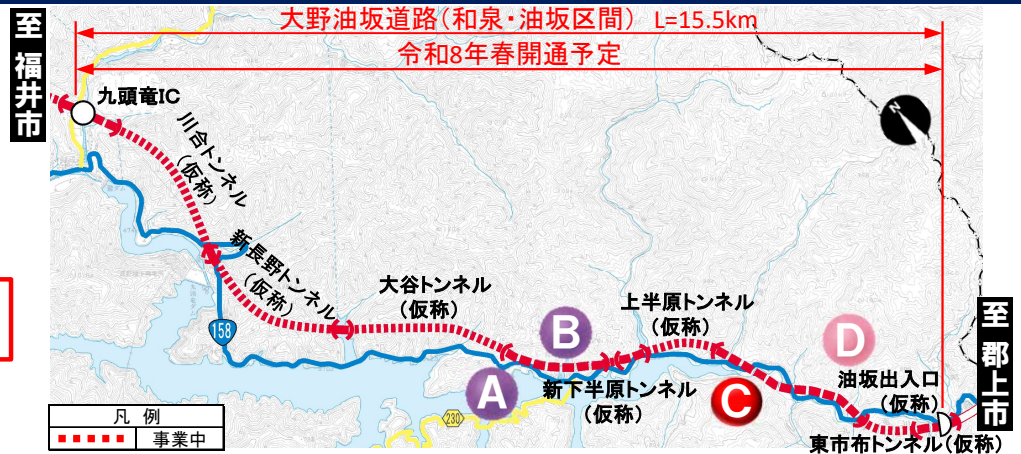 大野油坂道路(和泉・油坂区間) L=15.5km
令和8年春開通予定
至 福井市
九頭竜IC
川合トンネル
(仮称)
新長野トンネル
(仮称)
大谷トンネル
(仮称)
上半原トンネル
(仮称)
新下半原トンネル
(仮称)
油坂出入口
(仮称)
東市布トンネル(仮称)
至 郡上市
158
230
A
B
C
D
N
凡 例
事業中